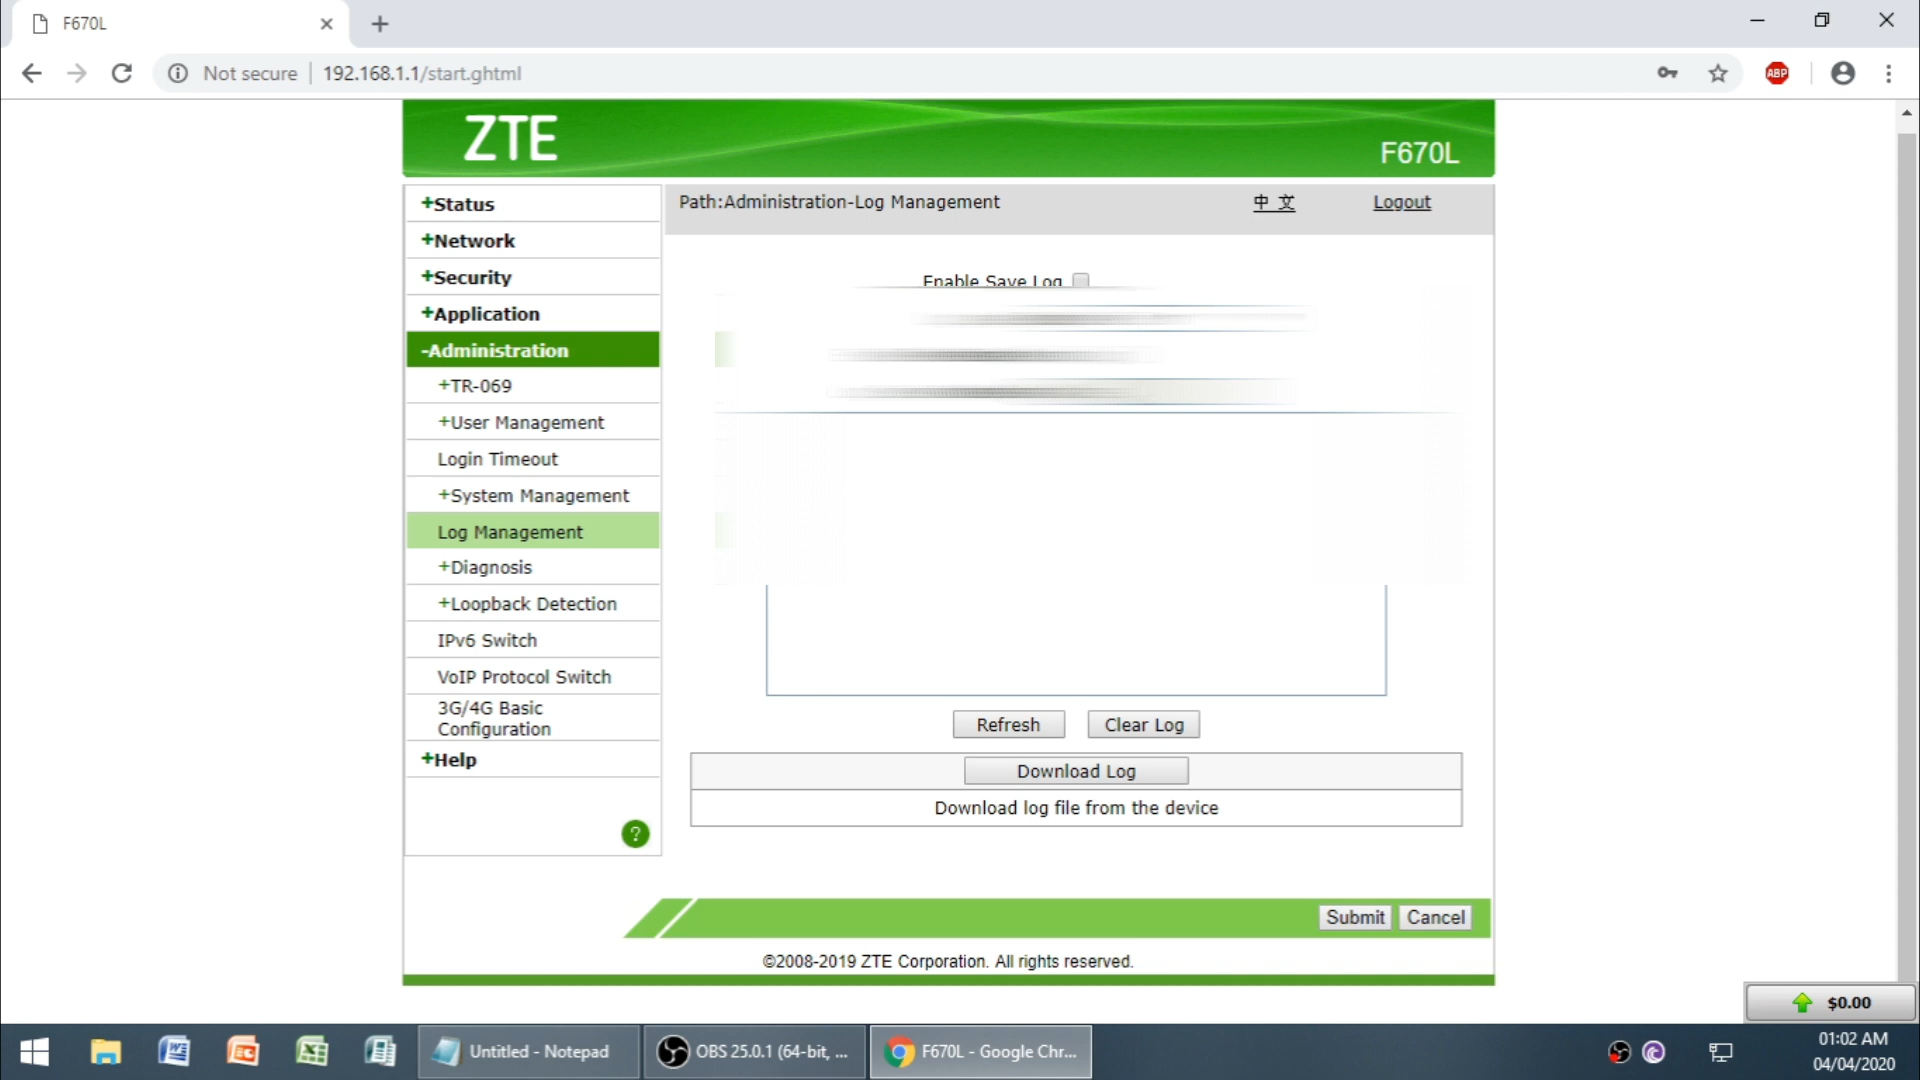 F670L
Not secure
192.168.1.1/start.ghtml
ABP
ZTE
F670L
Path:Administration-Log Management
中 文
Logout
+Status
+Network
+Security
+Application
-Administration
+TR-069
+User Management
Login Timeout
+System Management
Log Management
+Diagnosis
+Loopback Detection
IPv6 Switch
VoIP Protocol Switch
3G/4G Basic
Configuration
+Help
?
Enable Save Log
Refresh
Clear Log
Download Log
Download log file from the device
Submit
Cancel
©2008-2019 ZTE Corporation. All rights reserved.
$0.00
Untitled - Notepad
OBS 25.0.1 (64-bit, ...
F670L - Google Chr...
01:02 AM
04/04/2020